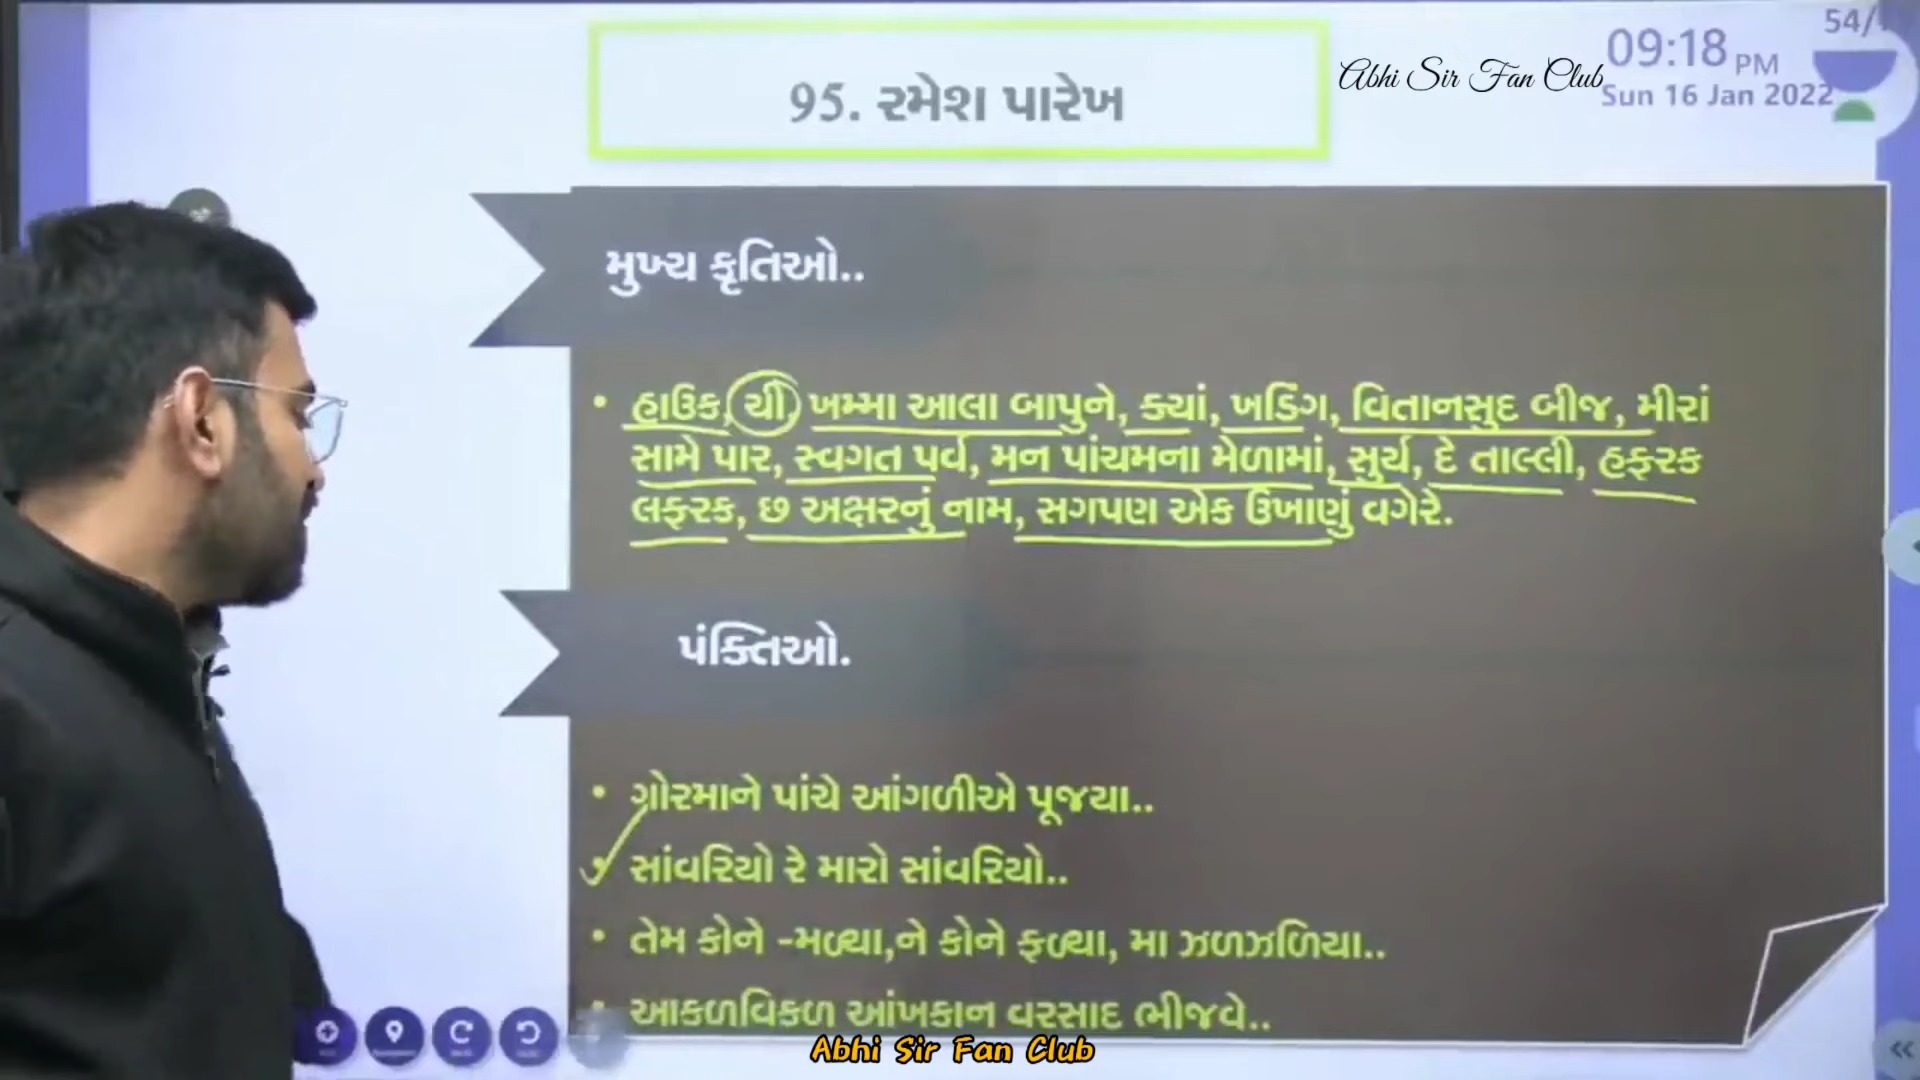 54/
09:18 PM
Sun 16 Jan 2022
Abhi Sir Fan Club
95. રમેશ પારેખ
મુખ્ય કૃતિઓ..
• હાઉક, ચી, ખમ્મા આલા બાપુને, ક્યાં, ખડિંગ, વિતાનસુદ બીજ, મીરાં
સામે પાર, સ્વગત પર્વ, મન પાંચમના મેળામાં, સુર્ય, દે તાલ્લી, હફરક
લફરક, છ અક્ષરનું નામ, સગપણ એક ઉખાણું વગેરે.
પંક્તિઓ.
• ગોરમાને પાંચે આંગળીએ પૂજયા..
• સાંવરિયો રે મારો સાંવરિયો..
• તેમ કોને -મળ્યા,ને કોને ફળ્યા, મા ઝળઝળિયા..
• આકળવિકળ આંખકાન વરસાદ ભીજવે..
Abhi Sir Fan Club